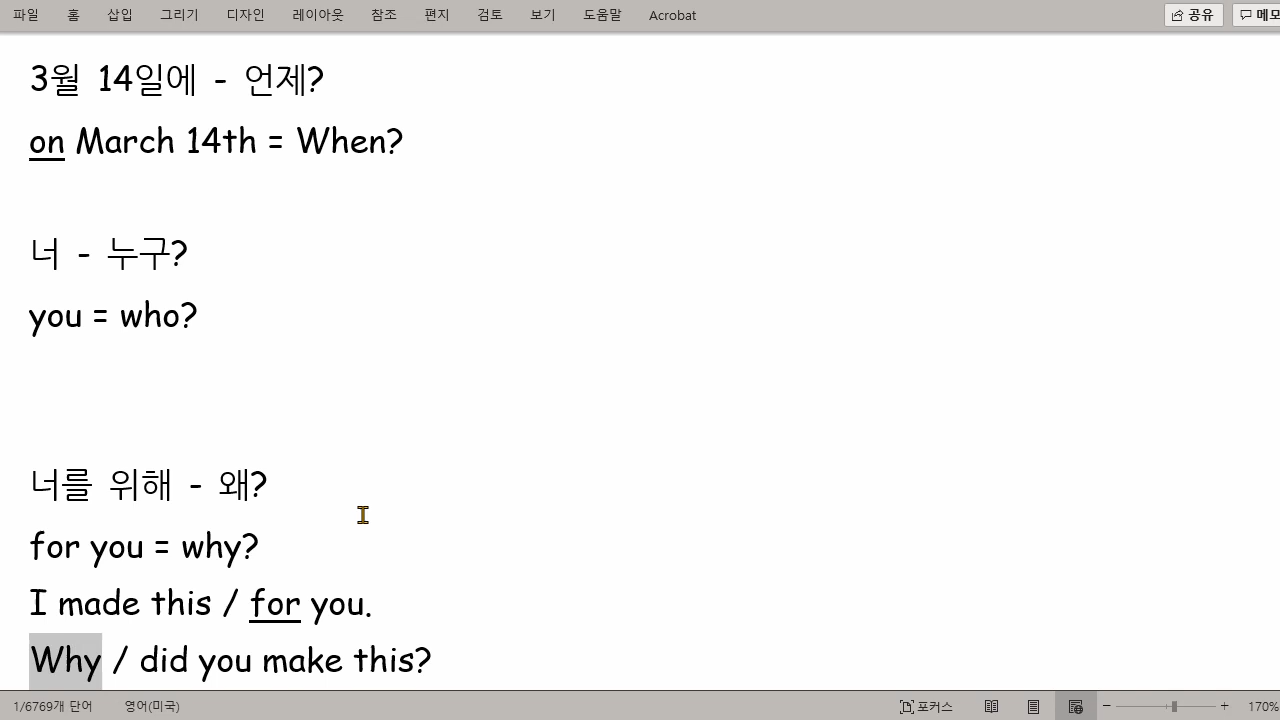 파일 홈 삽입 그리기 디자인 레이아웃 참조 편지 검토 보기 도움말 Acrobat 공유 메모
3월 14일에 - 언제?
on March 14th = When?
너 - 누구?
you = who?
너를 위해 - 왜?
for you = why?
I made this / for you.
Why / did you make this?
1/6769개 단어 영어(미국) 포커스 170%